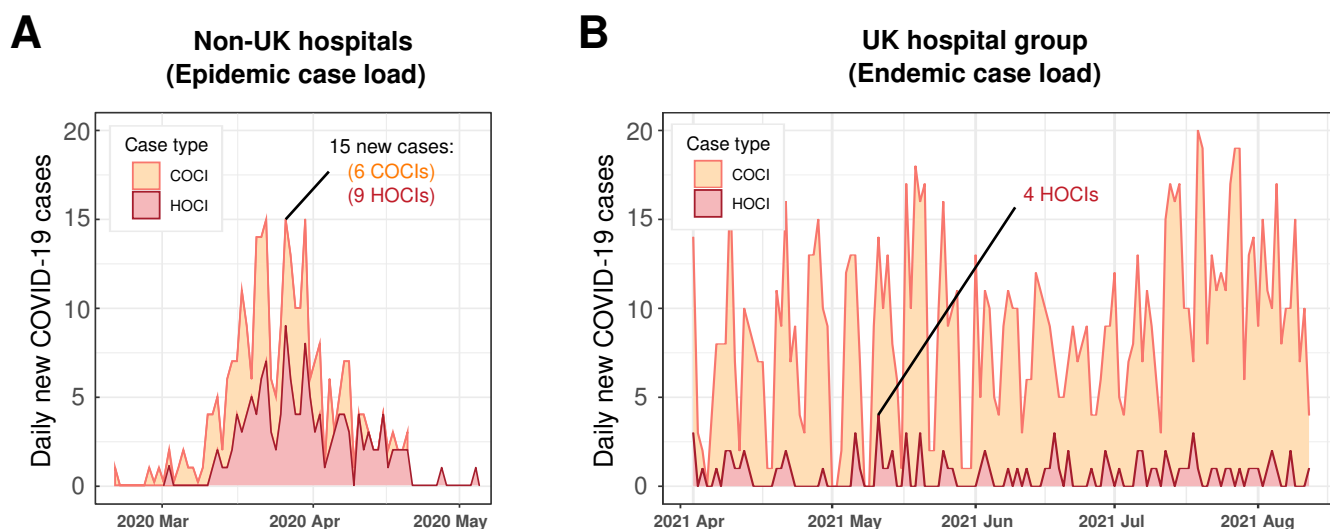 A
Non-UK hospitals
(Epidemic case load)
Daily new COVID-19 cases
20
15
10
5
0
Case type
COCI
HOCI
15 new cases:
(6 COCIs)
(9 HOCIs)
2020 Mar
2020 Apr
2020 May
B
UK hospital group
(Endemic case load)
Daily new COVID-19 cases
20
15
10
5
0
Case type
COCI
HOCI
4 HOCIs
2021 Apr
2021 May
2021 Jun
2021 Jul
2021 Aug